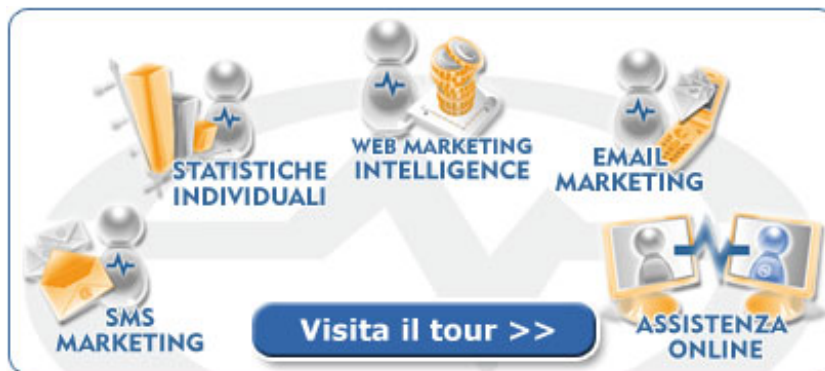 STATISTICHE
INDIVIDUALI
WEB MARKETING
INTELLIGENCE
EMAIL
MARKETING
SMS
MARKETING
Visita il tour >>
ASSISTENZA
ONLINE